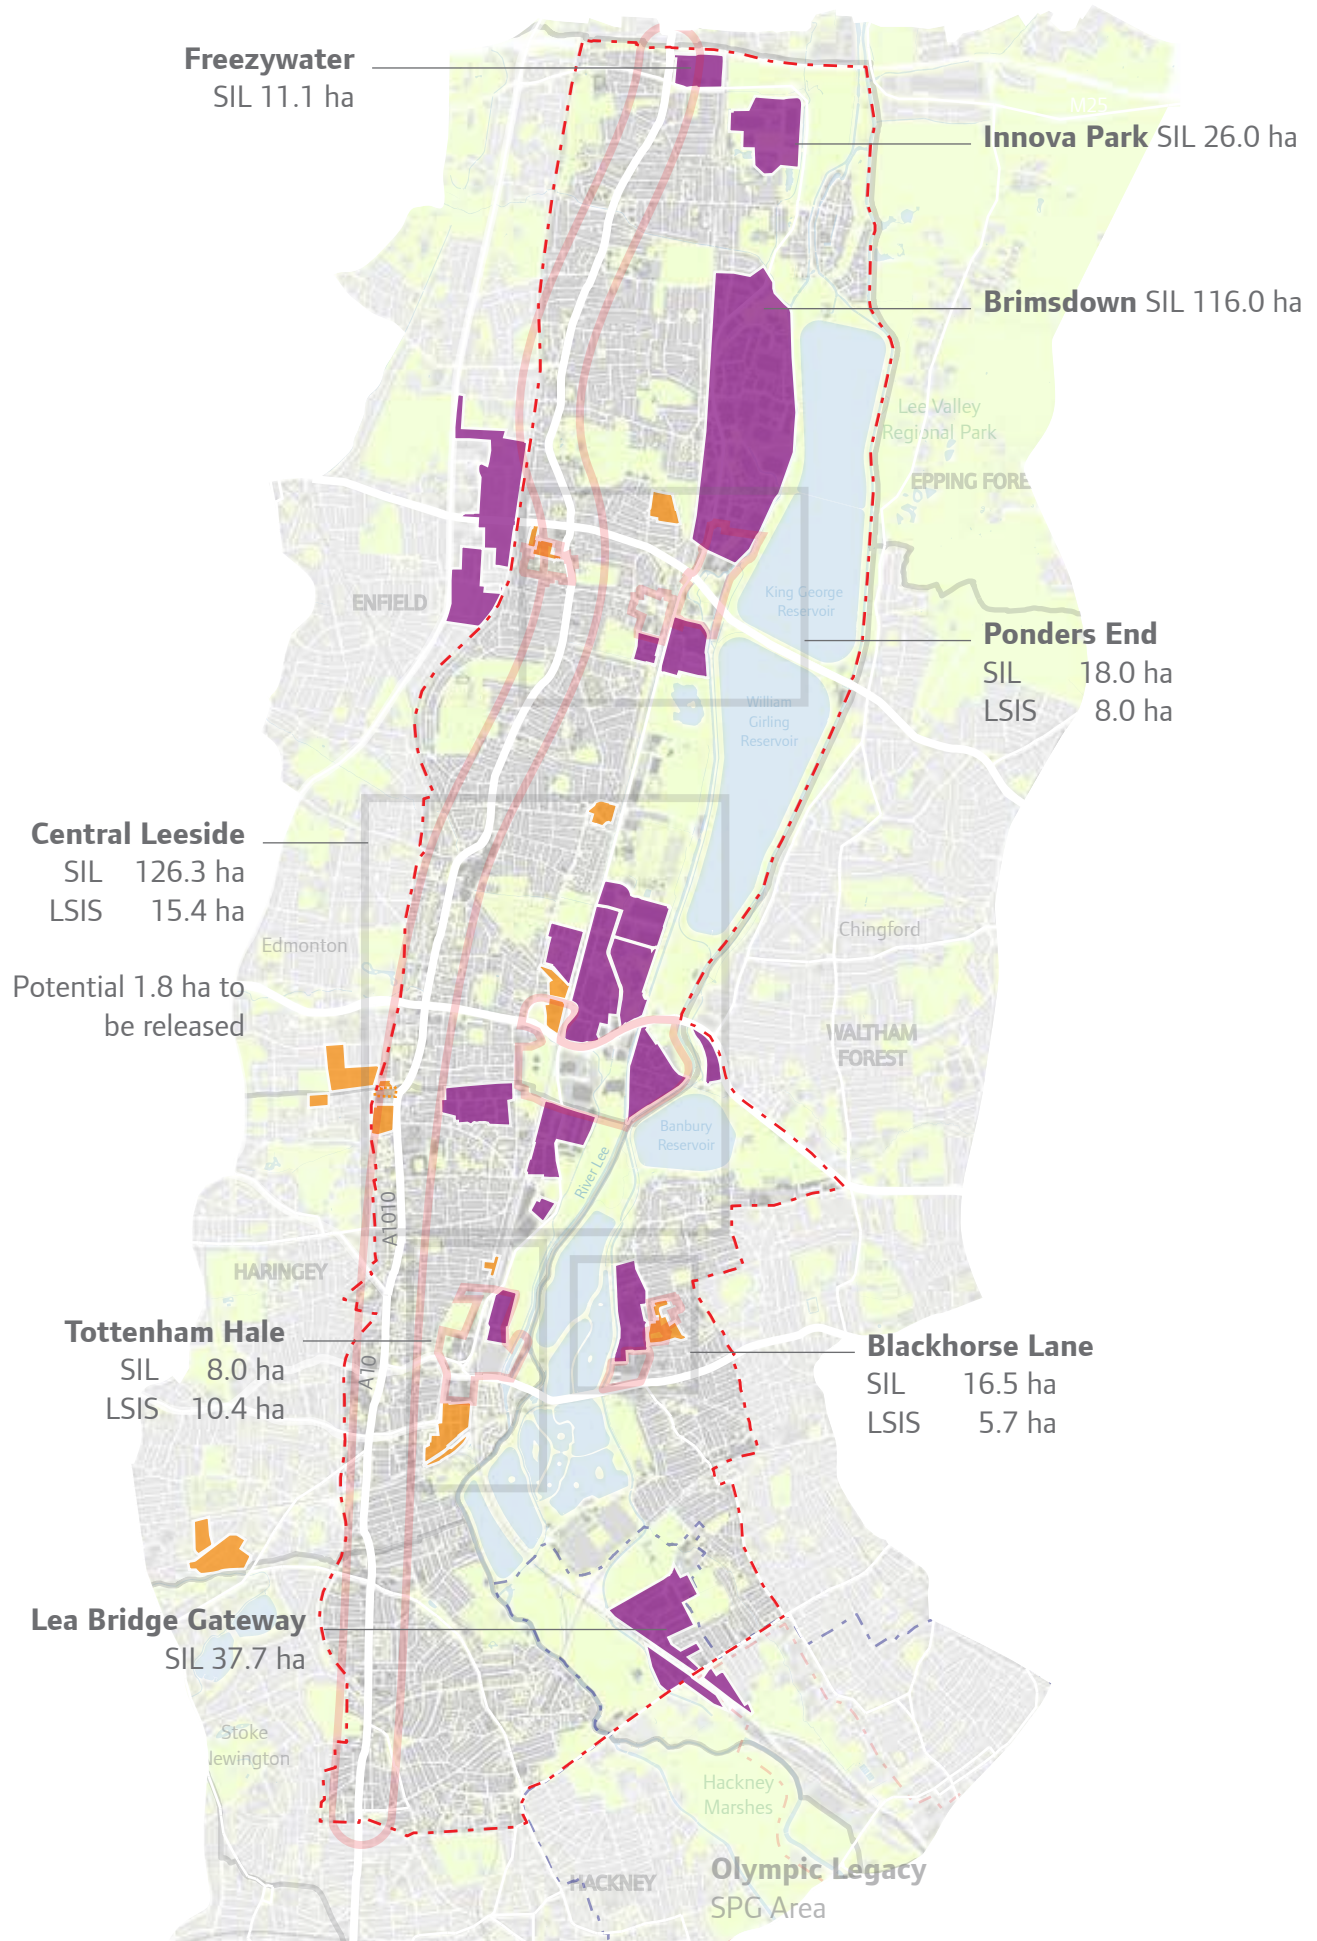 Freezywater
SIL 11.1 ha
M25
Innova Park SIL 26.0 ha
Brimsdown SIL 116.0 ha
Lee Valley
Regional Park
EPPING FORE
ENFIELD
King George
Reservoir
Ponders End
SIL 18.0 ha
LSIS 8.0 ha
William
Girling
Reservoir
Central Leeside
SIL 126.3 ha
LSIS 15.4 ha
Edmonton
Chingford
Potential 1.8 ha to
be released
WALTHAM
FOREST
Banbury
Reservoir
River Lee
A1010
HARINGEY
Tottenham Hale
SIL 8.0 ha
LSIS 10.4 ha
A10
Blackhorse Lane
SIL 16.5 ha
LSIS 5.7 ha
Lea Bridge Gateway
SIL 37.7 ha
Stoke
Newington
Hackney
Marshes
HACKNEY
Olympic Legacy
SPG Area